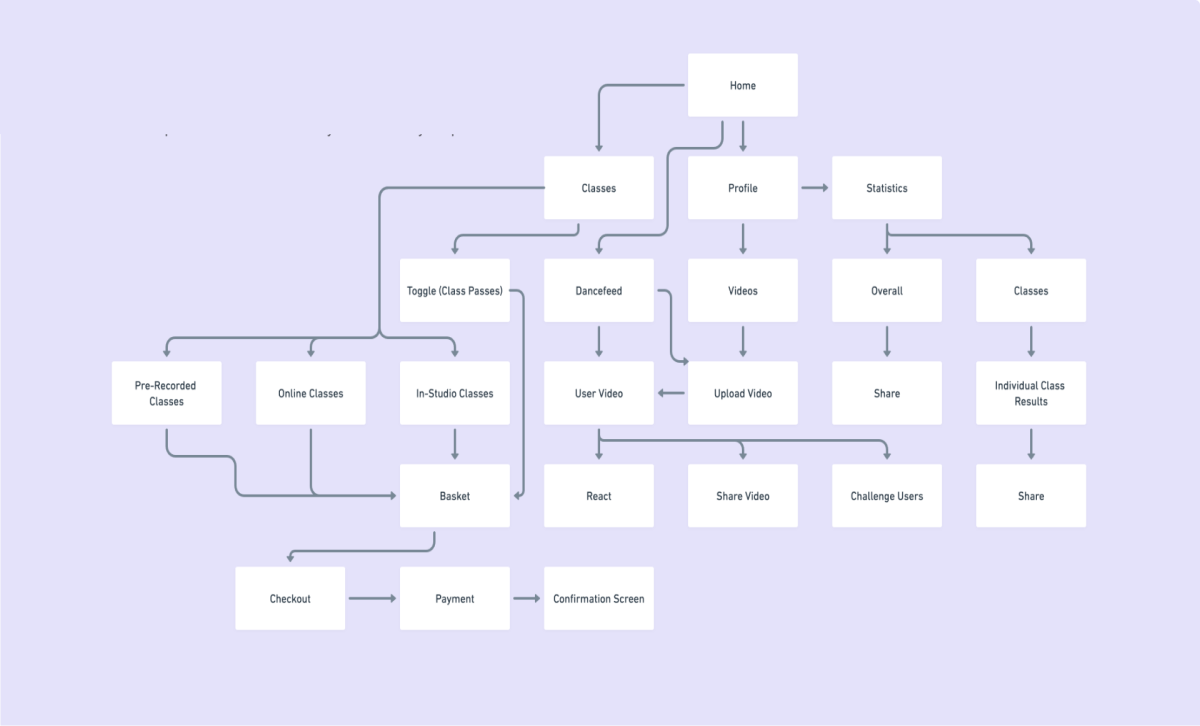 Home
Classes
Profile
Statistics
Toggle (Class Passes)
Dancefeed
Videos
Overall
Classes
Pre-Recorded
Classes
Online Classes
In-Studio Classes
User Video
Upload Video
Share
Individual Class
Results
Basket
React
Share Video
Challenge Users
Share
Checkout
Payment
Confirmation Screen